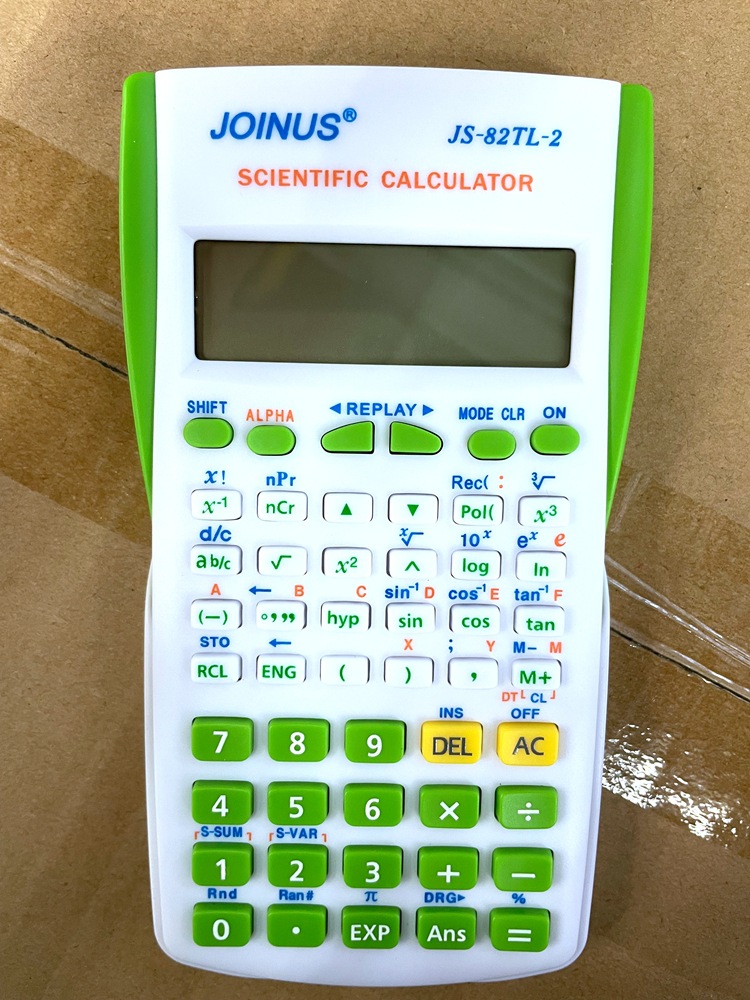 JOINUS® JS-82TL-2
SCIENTIFIC CALCULATOR
SHIFT ALPHA ◀ REPLAY ▶ MODE CLR ON
x! nPr Rec( : ³√
x⁻¹ nCr ▲ ▼ Pol( x³
d/c ˣ√ 10ˣ eˣ e
ab/c √ x² ^ log ln
A ← B C sin⁻¹ D cos⁻¹ E tan⁻¹ F
(—) °,,, hyp sin cos tan
STO ← X ; Y M– M
RCL ENG ( ) , M+
DT CL
INS OFF
7 8 9 DEL AC
4 5 6 × ÷
S-SUM S-VAR
1 2 3 + −
Rnd Ran# π DRG▶ %
0 · EXP Ans =